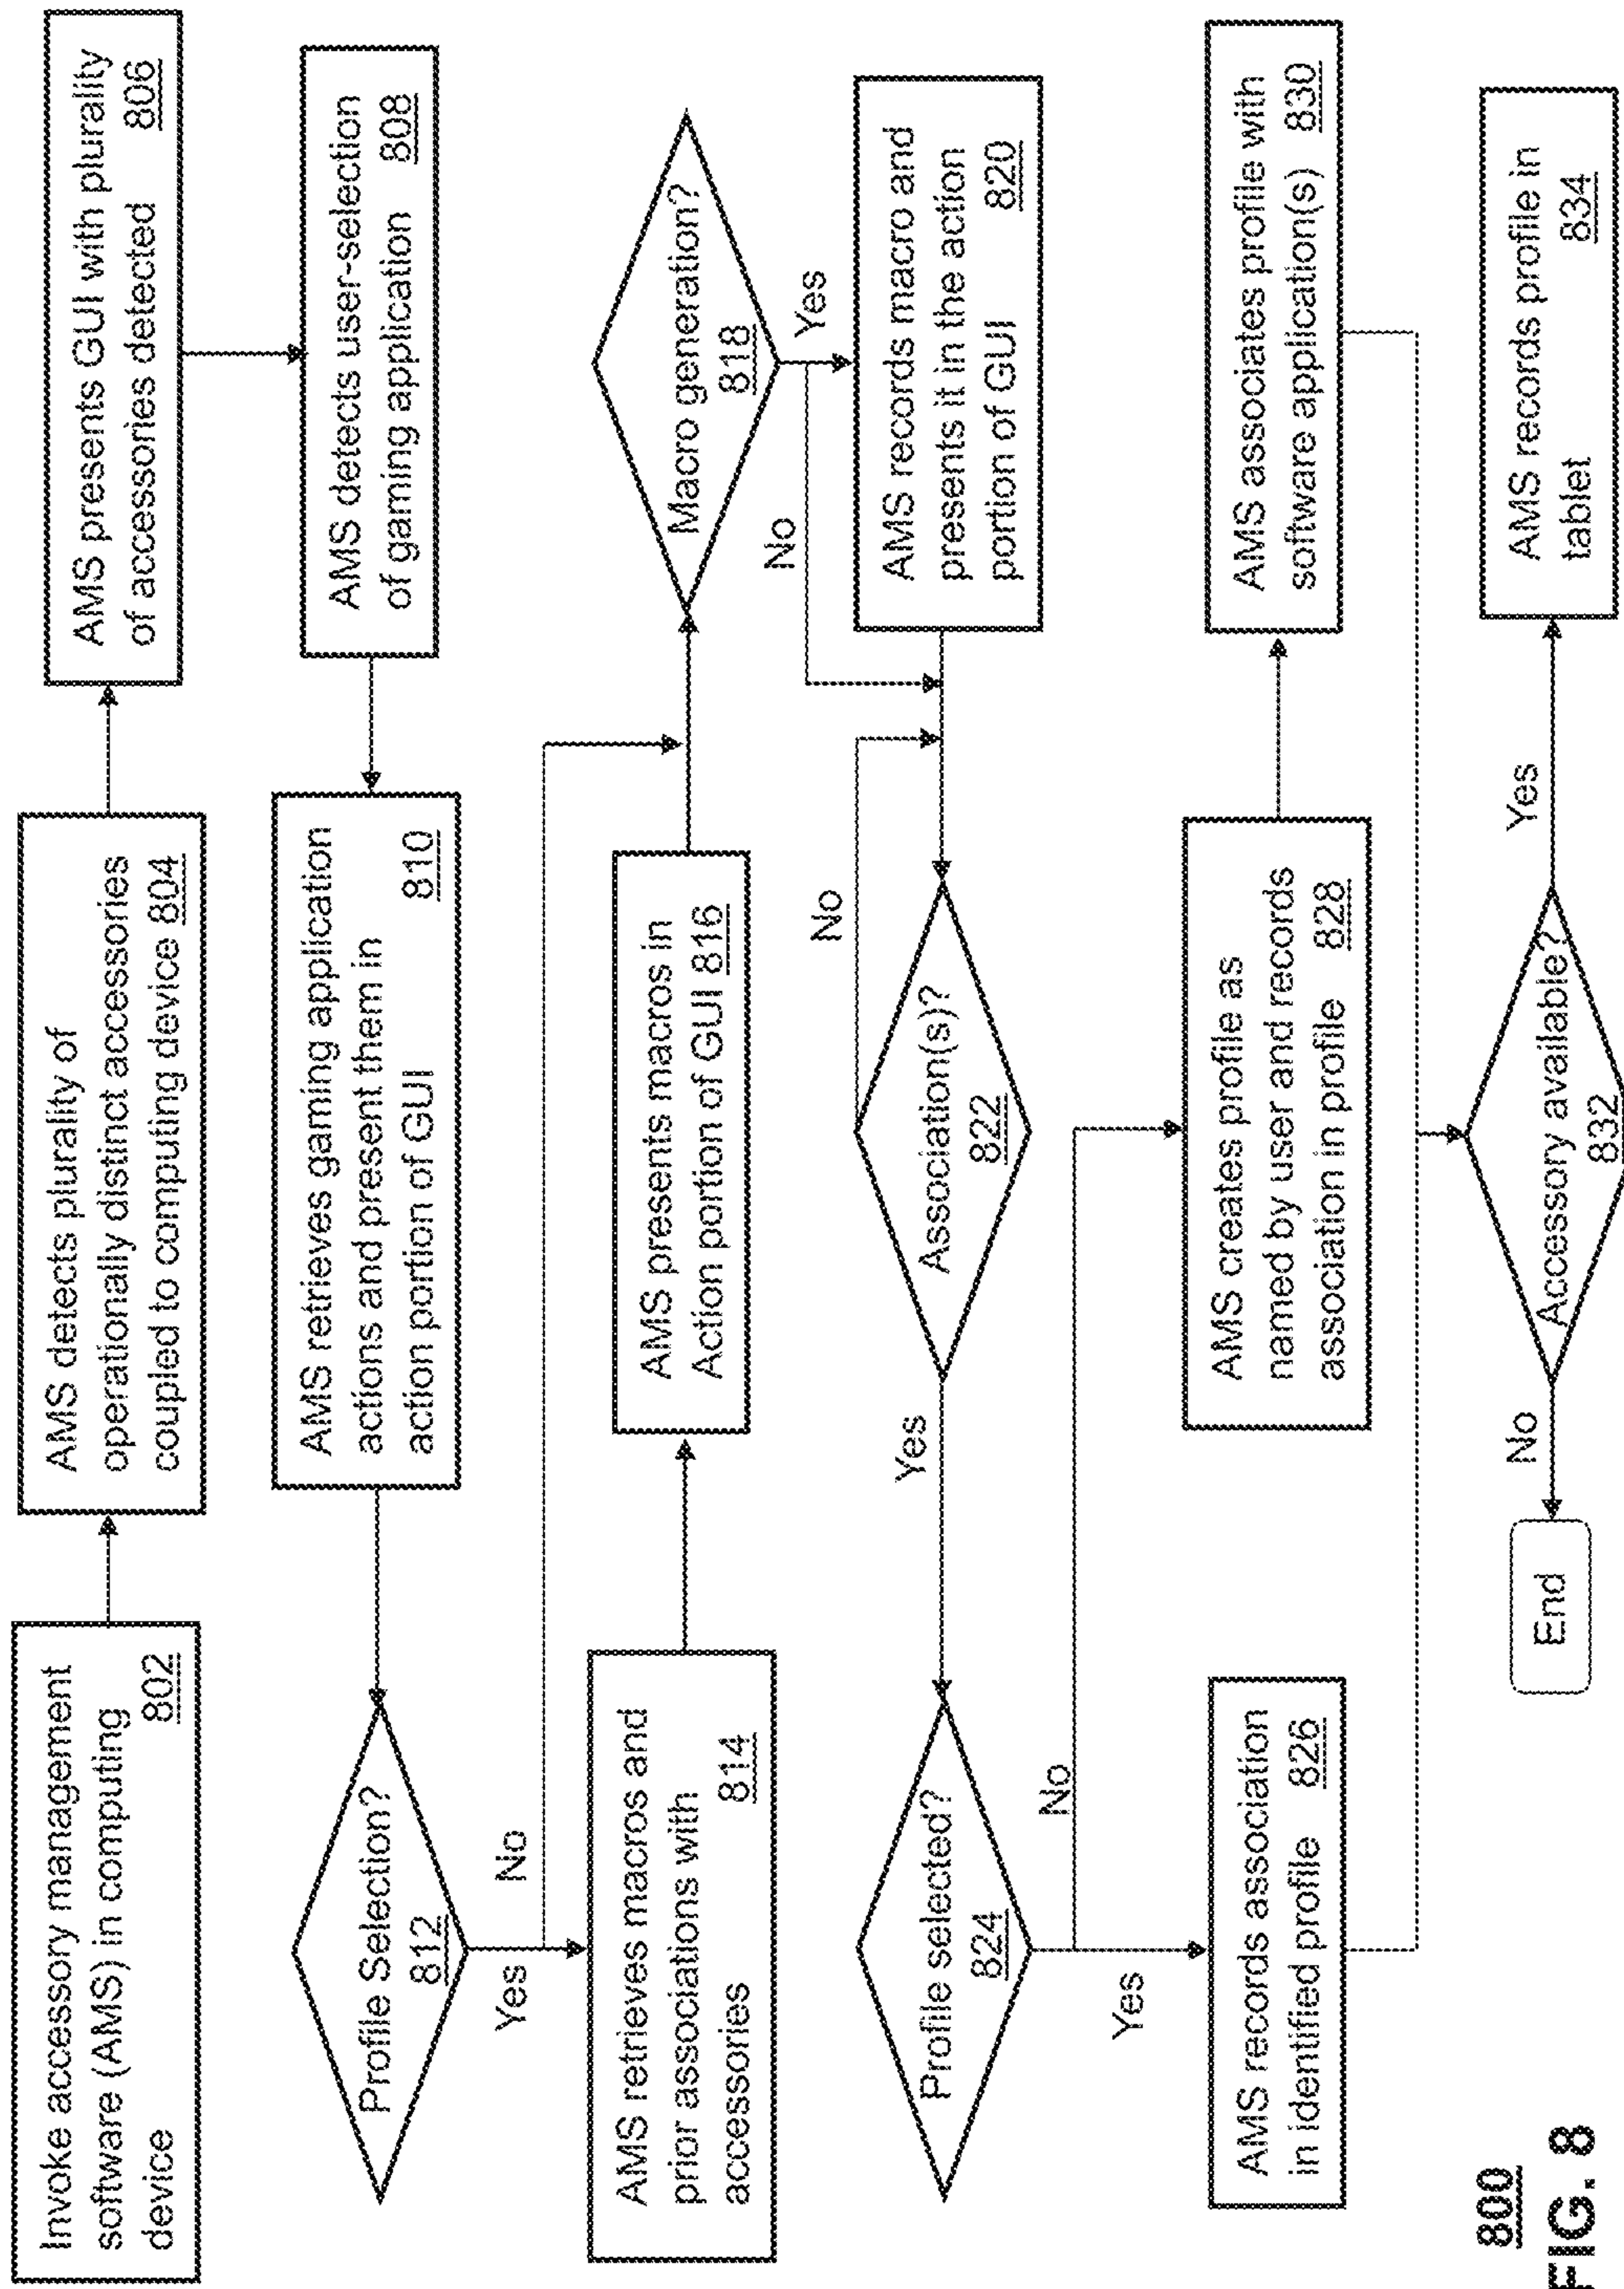 Invoke accessory management
software (AMS) in computing
device 802
AMS detects plurality of
operationally distinct accessories
coupled to computing device 804
AMS presents GUI with plurality
of accessories detected 806
AMS detects user-selection
of gaming application 808
AMS retrieves gaming application
actions and present them in
action portion of GUI 810
Profile Selection?
812
No
Yes
AMS retrieves macros and
prior associations with
accessories 814
AMS presents macros in
Action portion of GUI 816
Macro generation?
818
No
Yes
AMS records macro and
presents it in the action
portion of GUI 820
Association(s)?
822
No
Yes
Profile selected?
824
No
Yes
AMS records association
in identified profile 826
AMS creates profile as
named by user and records
association in profile 828
AMS associates profile with
software application(s) 830
Accessory available?
832
No
Yes
End
AMS records profile in
tablet 834
800
FIG. 8